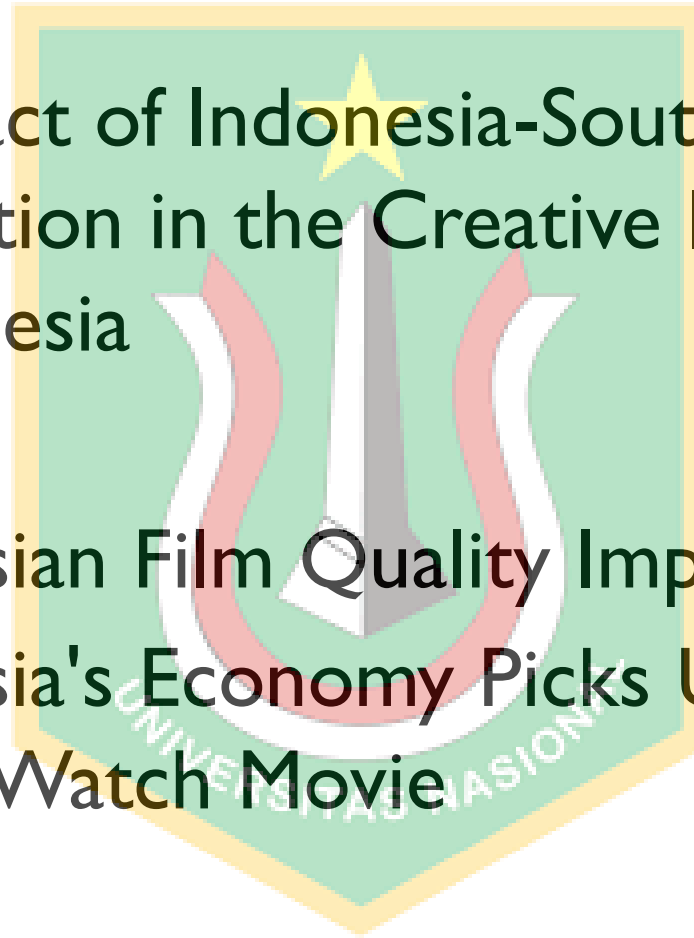 act of Indonesia-Sout
tion in the Creative
esia
sian Film Quality Imp
sia's Economy Picks U
Watch Movie
UNIVERSITAS NASIONAL